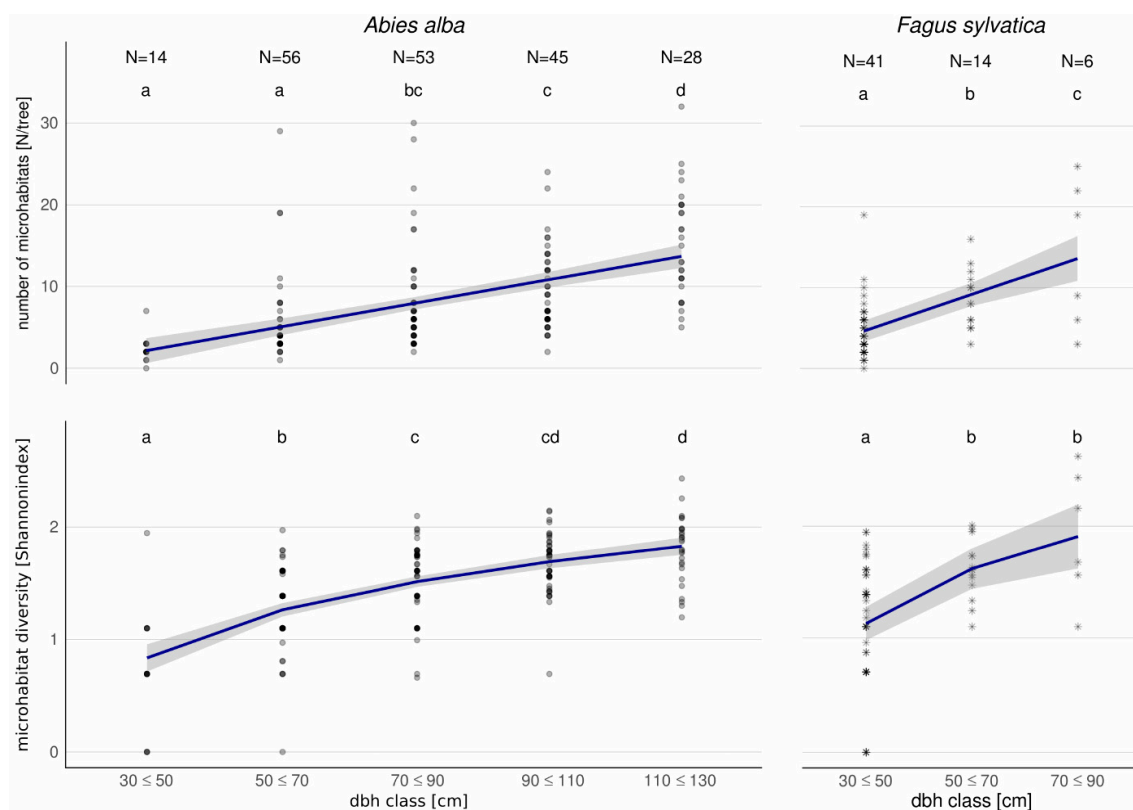 Abies alba
Fagus sylvatica
N=14 N=56 N=53 N=45 N=28
N=41 N=14 N=6
a a bc c d
a b c
number of microhabitats [N/tree]
30
20
10
0
a b c cd d
a b b
microhabitat diversity [Shannonindex]
2
1
0
30 ≤ 50 50 ≤ 70 70 ≤ 90 90 ≤ 110 110 ≤ 130
30 ≤ 50 50 ≤ 70 70 ≤ 90
dbh class [cm]
dbh class [cm]